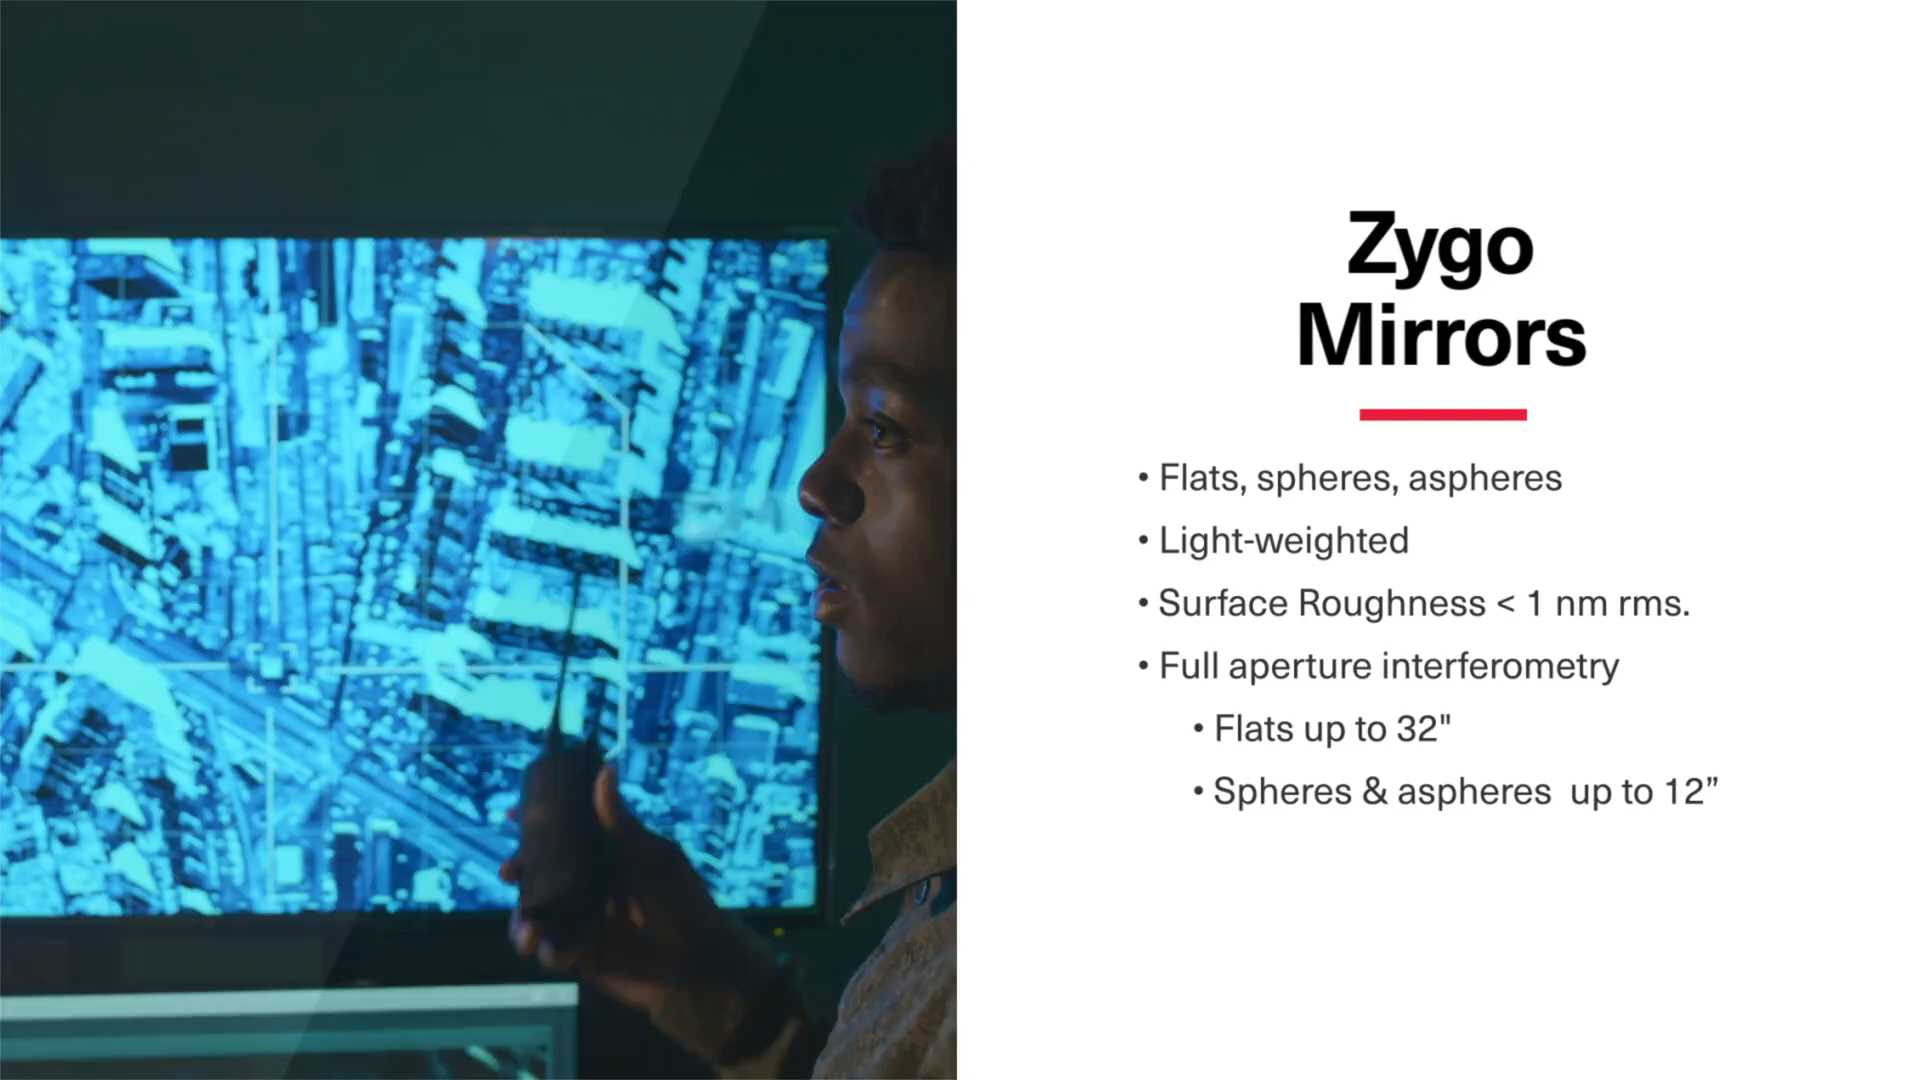 Zygo
Mirrors
• Flats, spheres, aspheres
• Light-weighted
• Surface Roughness < 1 nm rms.
• Full aperture interferometry
• Flats up to 32"
• Spheres & aspheres  up to 12”